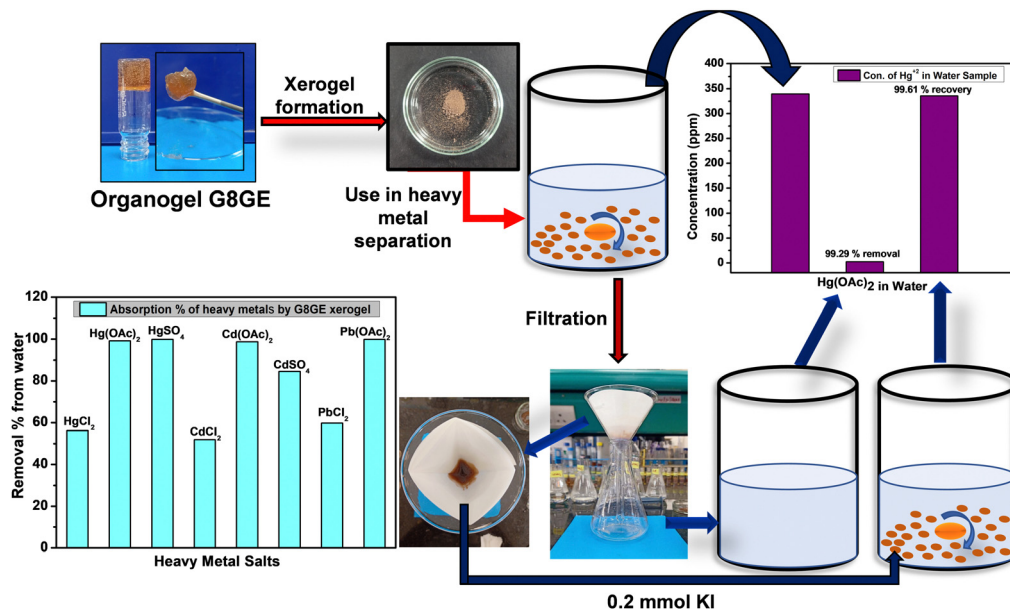 Xerogel
formation
Organogel G8GE
Use in heavy
metal
separation
Filtration
0.2 mmol KI
Concentration (ppm)
400
350
300
250
200
150
100
50
0
Con. of Hg⁺² in Water Sample
99.61 % recovery
99.29 % removal
Hg(OAc)₂ in Water
Removal % from water
120
100
80
60
40
20
0
Absorption % of heavy metals by G8GE xerogel
HgCl₂
Hg(OAc)₂
HgSO₄
CdCl₂
Cd(OAc)₂
CdSO₄
PbCl₂
Pb(OAc)₂
Heavy Metal Salts